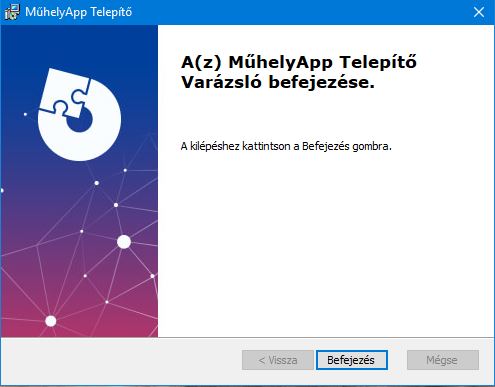 MűhelyApp Telepítő
A(z) MűhelyApp Telepítő
Varázsló befejezése.
A kilépéshez kattintson a Befejezés gombra.
< Vissza
Befejezés
Mégse